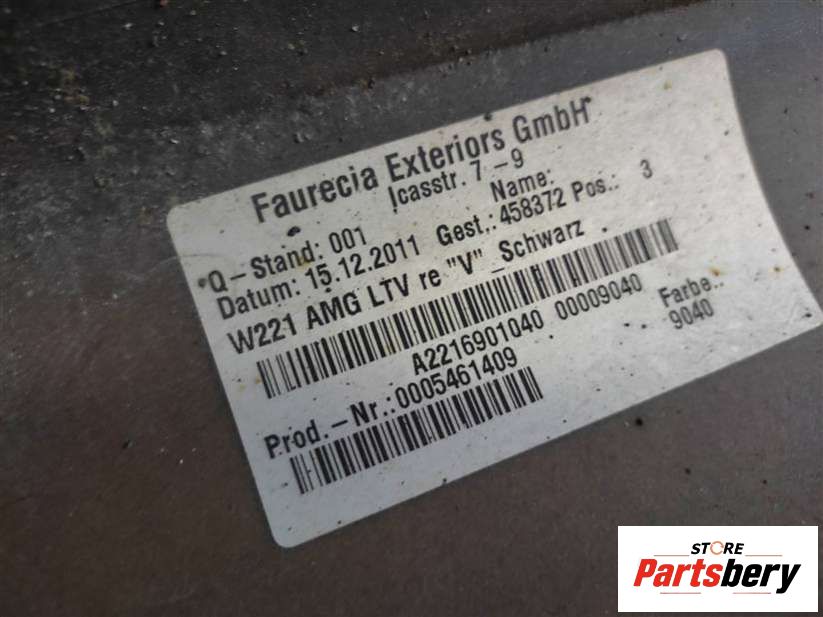 Faurecia Exteriors GmbH
Icasstr. 7-9
Q-Stand: 001 Name:
Datum: 15.12.2011 Gest.: 458372 Pos.: 3
W221 AMG LTV re "V" _Schwarz
A2216901040 00009040 Farbe.:
9040
Prod.-Nr.:0005461409
STORE
Partsbery